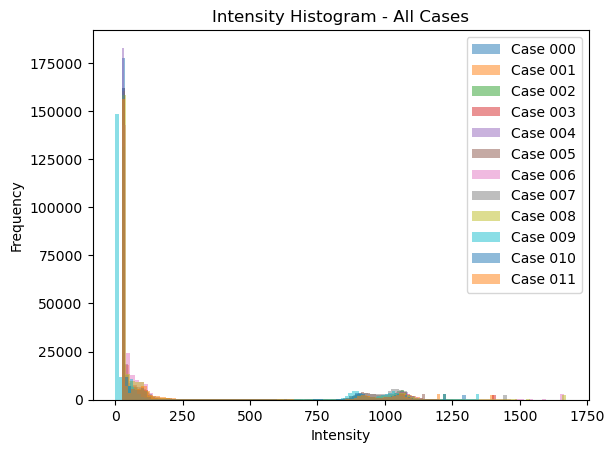 Intensity Histogram - All Cases
Frequency
175000
150000
125000
100000
75000
50000
25000
0
0 250 500 750 1000 1250 1500 1750
Intensity
Case 000
Case 001
Case 002
Case 003
Case 004
Case 005
Case 006
Case 007
Case 008
Case 009
Case 010
Case 011